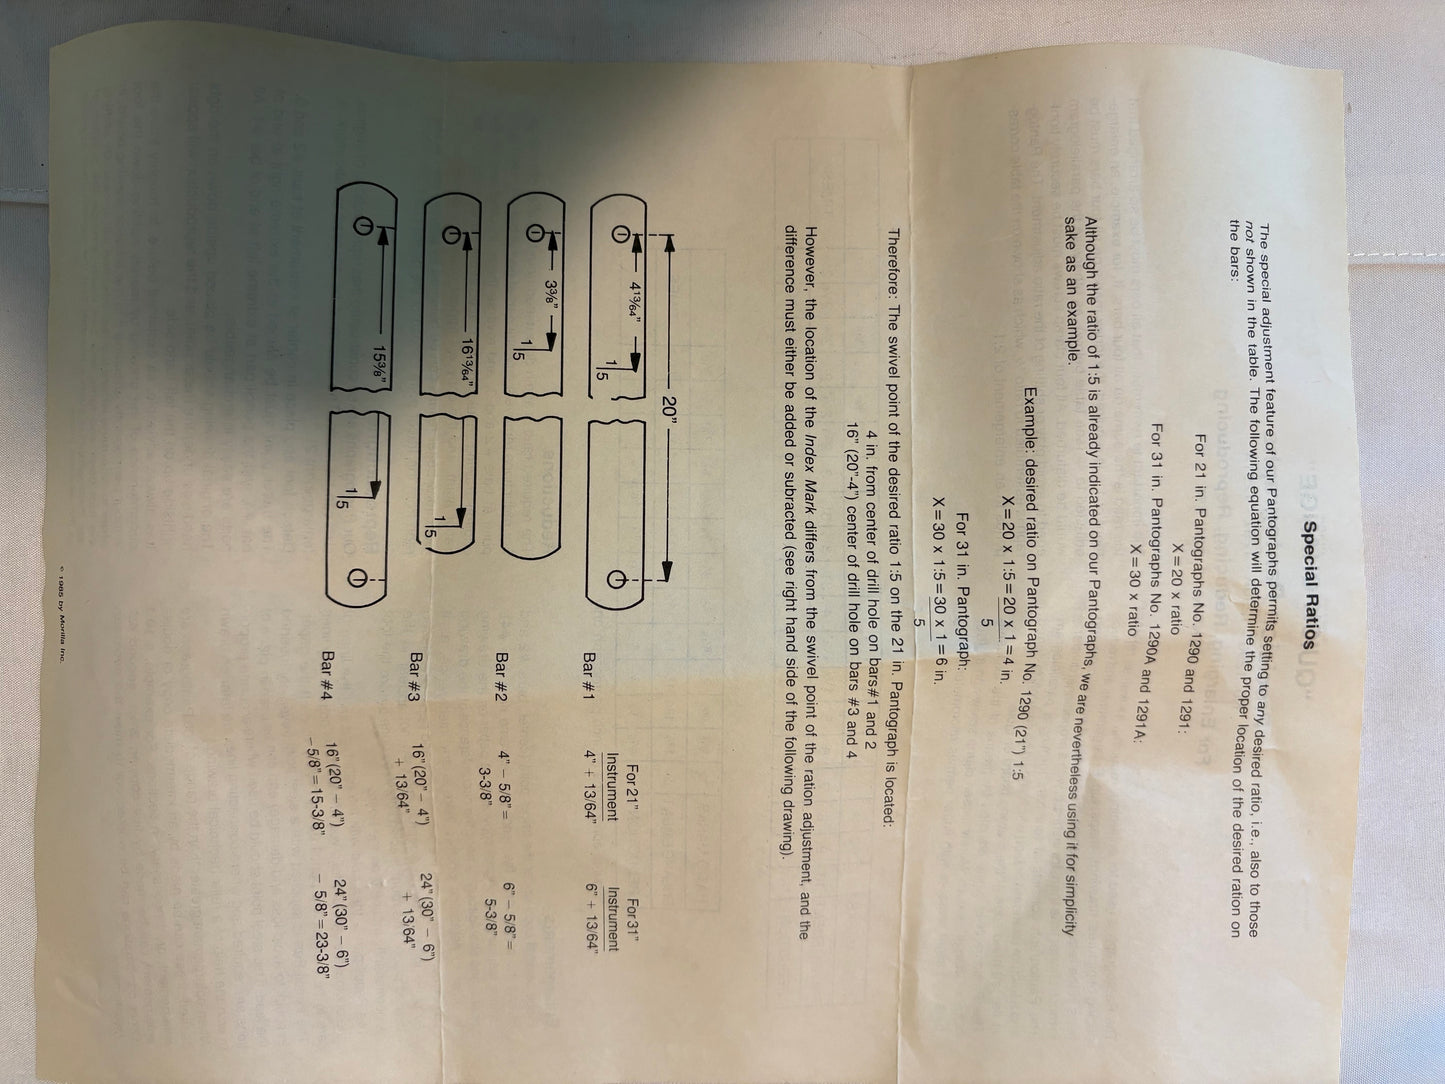 Special Ratios
The special adjustment feature of our Pantographs permits setting to any desired ratio, i.e., also to those
not shown in the table. The following equation will determine the proper location of the desired ration on
the bars:
For 21 in. Pantographs No. 1290 and 1291:
X = 20 x ratio
For 31 in. Pantographs No. 1290A and 1291A:
X = 30 x ratio
Although the ratio of 1:5 is already indicated on our Pantographs, we are nevertheless using it for simplicity
sake as an example.
Example: desired ratio on Pantograph No. 1290 (21") 1:5
X = 20 x 1:5 = 20 x 1 = 4 in.
5
For 31 in. Pantograph:
X = 30 x 1:5 = 30 x 1 = 6 in.
5
Therefore: The swivel point of the desired ratio 1:5 on the 21 in. Pantograph is located:
4 in. from center of drill hole on bars#1 and 2
16" (20"-4") center of drill hole on bars #3 and 4
However, the location of the Index Mark differs from the swivel point of the ration adjustment, and the
difference must either be added or subracted (see right hand side of the following drawing).
20"
For 21" For 31"
Instrument Instrument
4 13/64" 1/5 Bar #1 4" + 13/64" 6" + 13/64"
3 3/8" 1/5 Bar #2 4" – 5/8" = 6" – 5/8" =
3-3/8" 5-3/8"
16 13/64" 1/5 Bar #3 16" (20" – 4") 24" (30" – 6")
+ 13/64" + 13/64"
15 3/8" 1/5 Bar #4 16" (20" – 4") 24" (30" – 6")
– 5/8" = 15-3/8" – 5/8" = 23-3/8"
© 1985 by Morilla Inc.